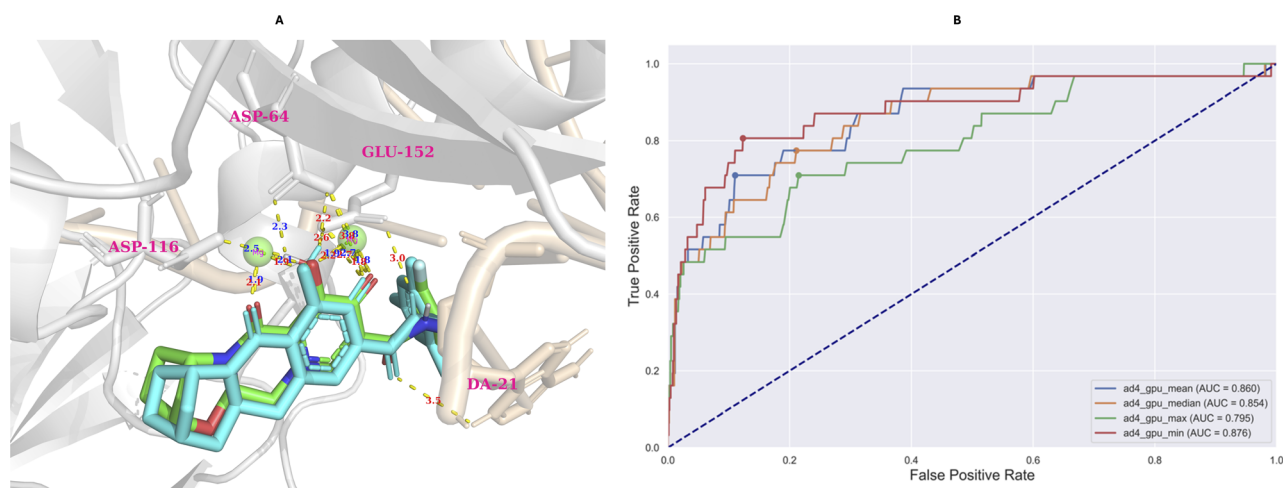 A
B
ASP-64
GLU-152
ASP-116
DA-21
2.2
2.3
2.6
2.5
Mg
3.0
3.5
1.0
0.8
0.6
0.4
0.2
0.0
True Positive Rate
0.0 0.2 0.4 0.6 0.8 1.0
False Positive Rate
ad4_gpu_mean (AUC = 0.860)
ad4_gpu_median (AUC = 0.854)
ad4_gpu_max (AUC = 0.795)
ad4_gpu_min (AUC = 0.876)